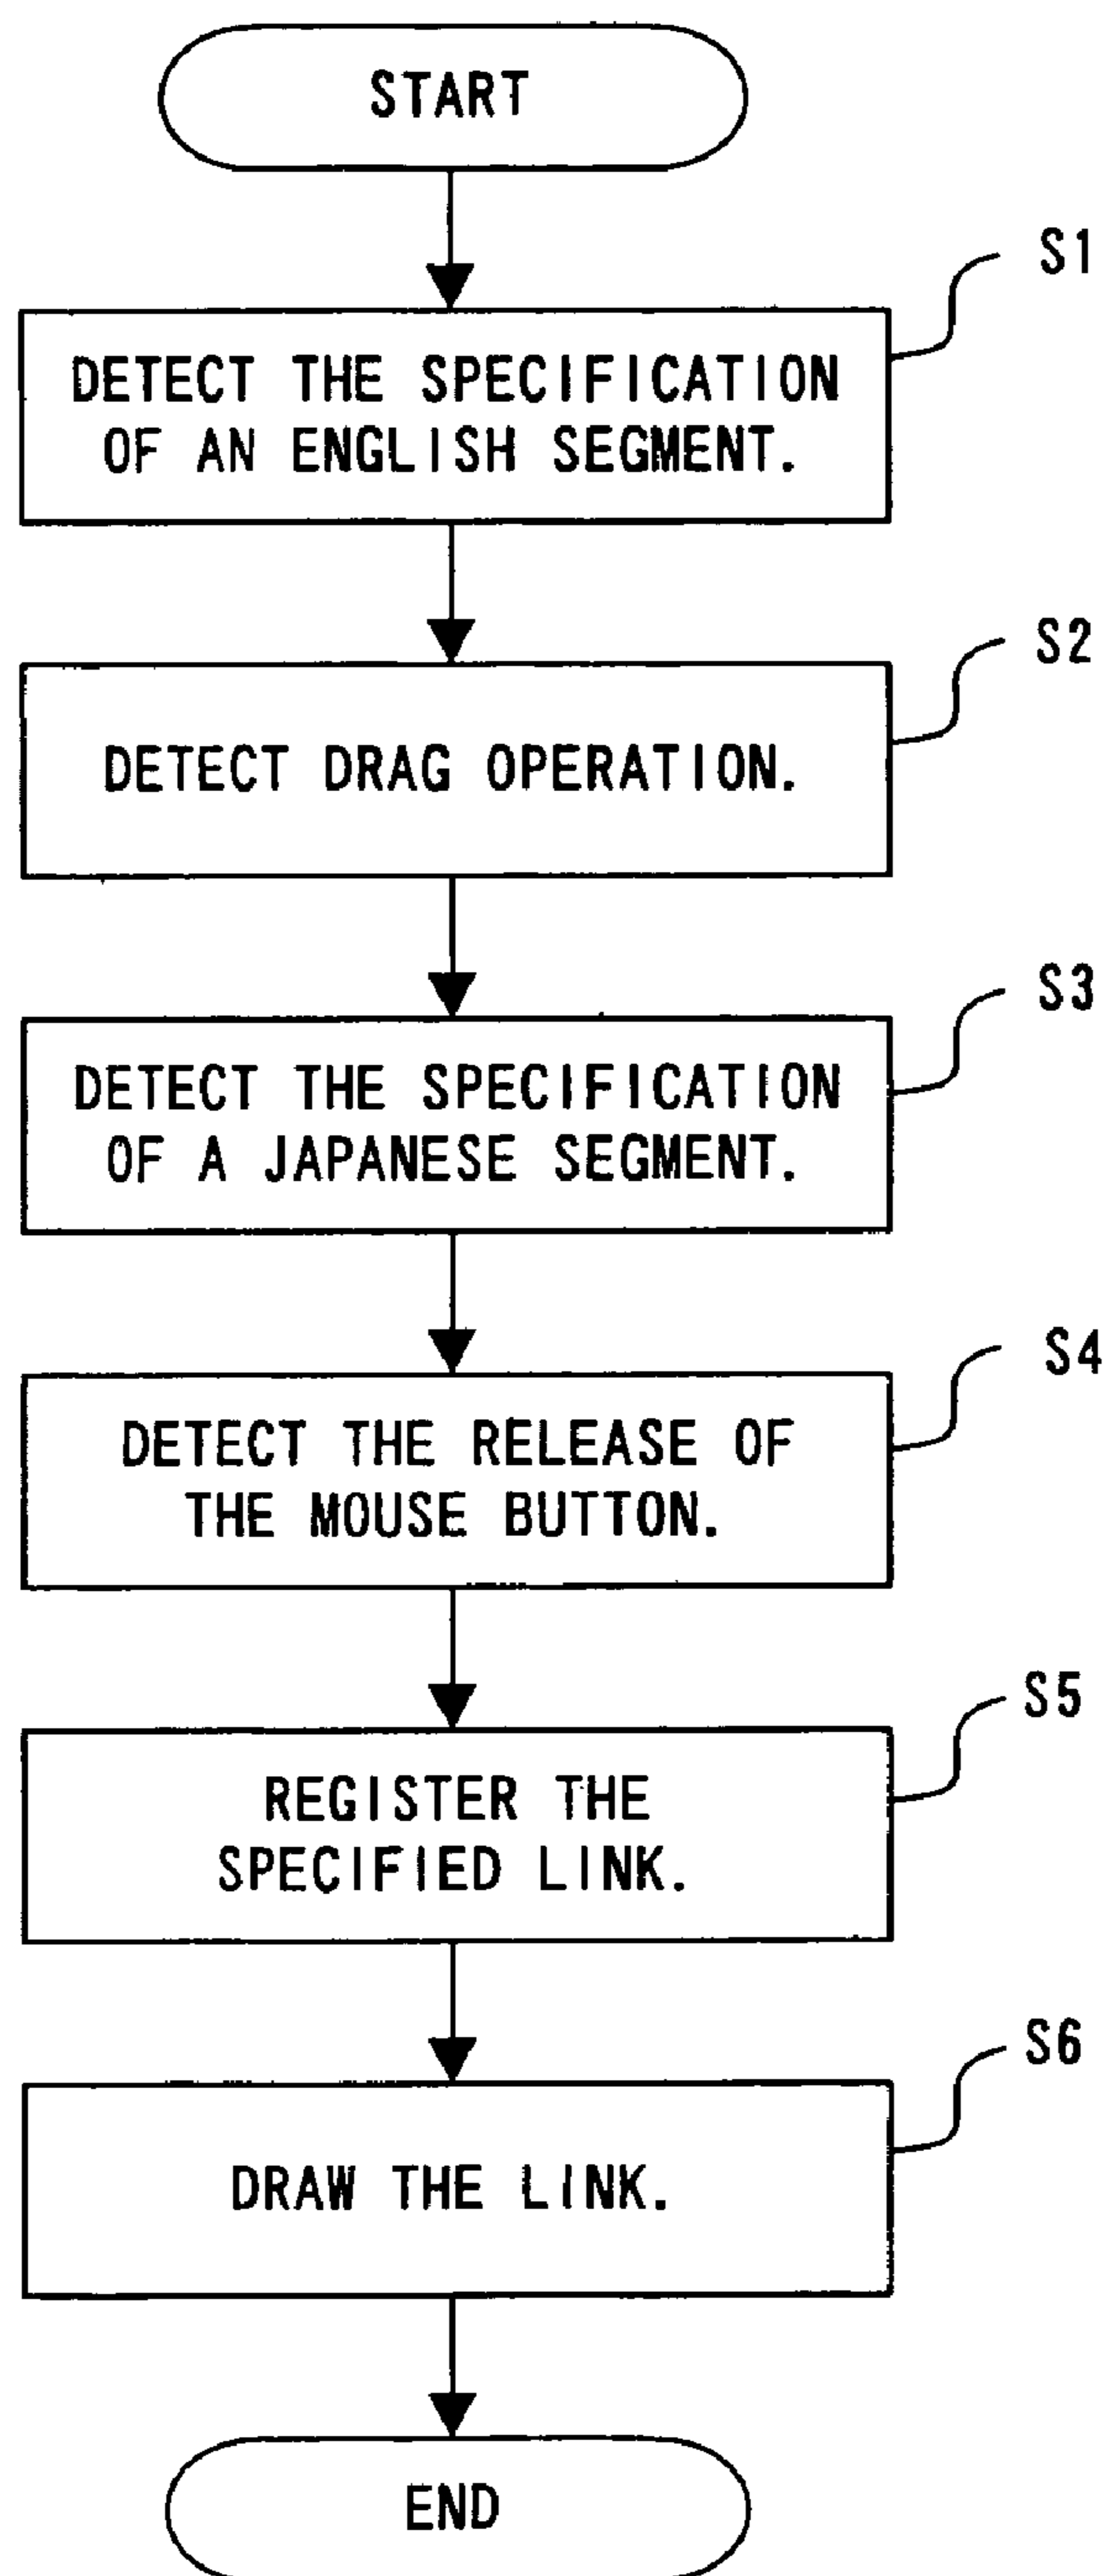 START
S1
DETECT THE SPECIFICATION
OF AN ENGLISH SEGMENT.
S2
DETECT DRAG OPERATION.
S3
DETECT THE SPECIFICATION
OF A JAPANESE SEGMENT.
S4
DETECT THE RELEASE OF
THE MOUSE BUTTON.
S5
REGISTER THE
SPECIFIED LINK.
S6
DRAW THE LINK.
END